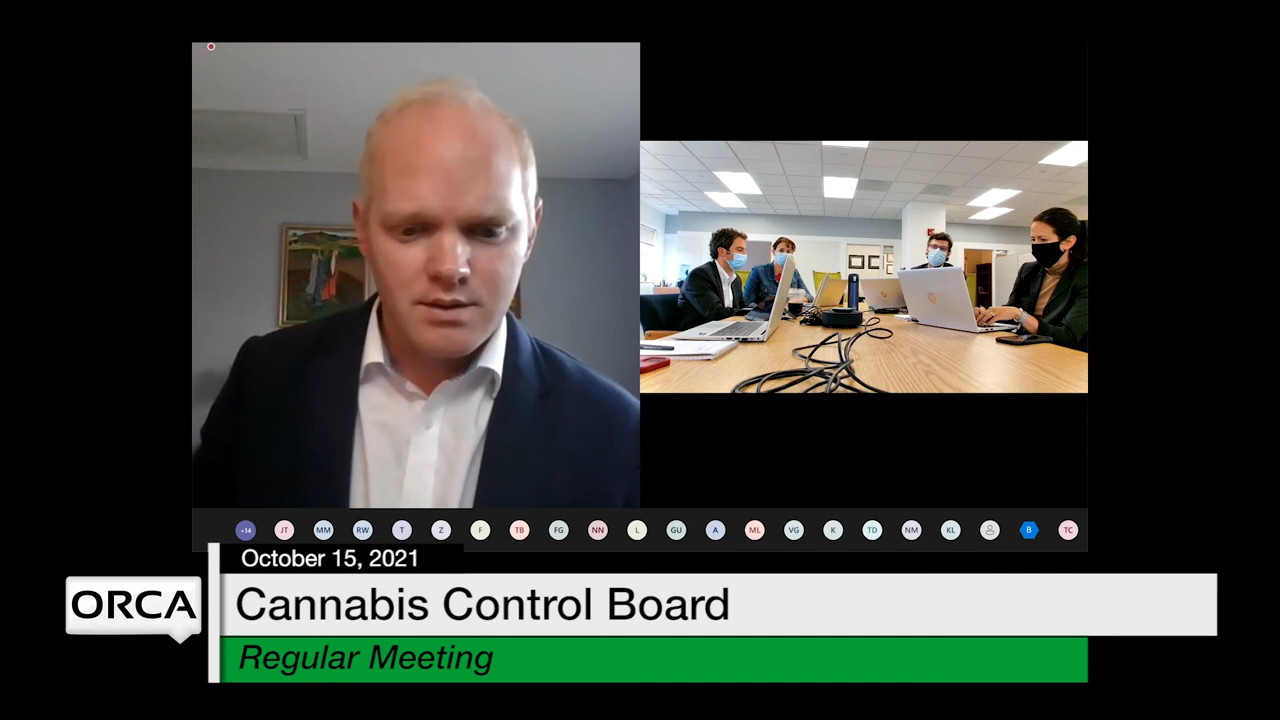 +14 JT MM RW T Z F TB FG NN L GU A ML VG K TD NM KL B TC
October 15, 2021
ORCA
Cannabis Control Board
Regular Meeting